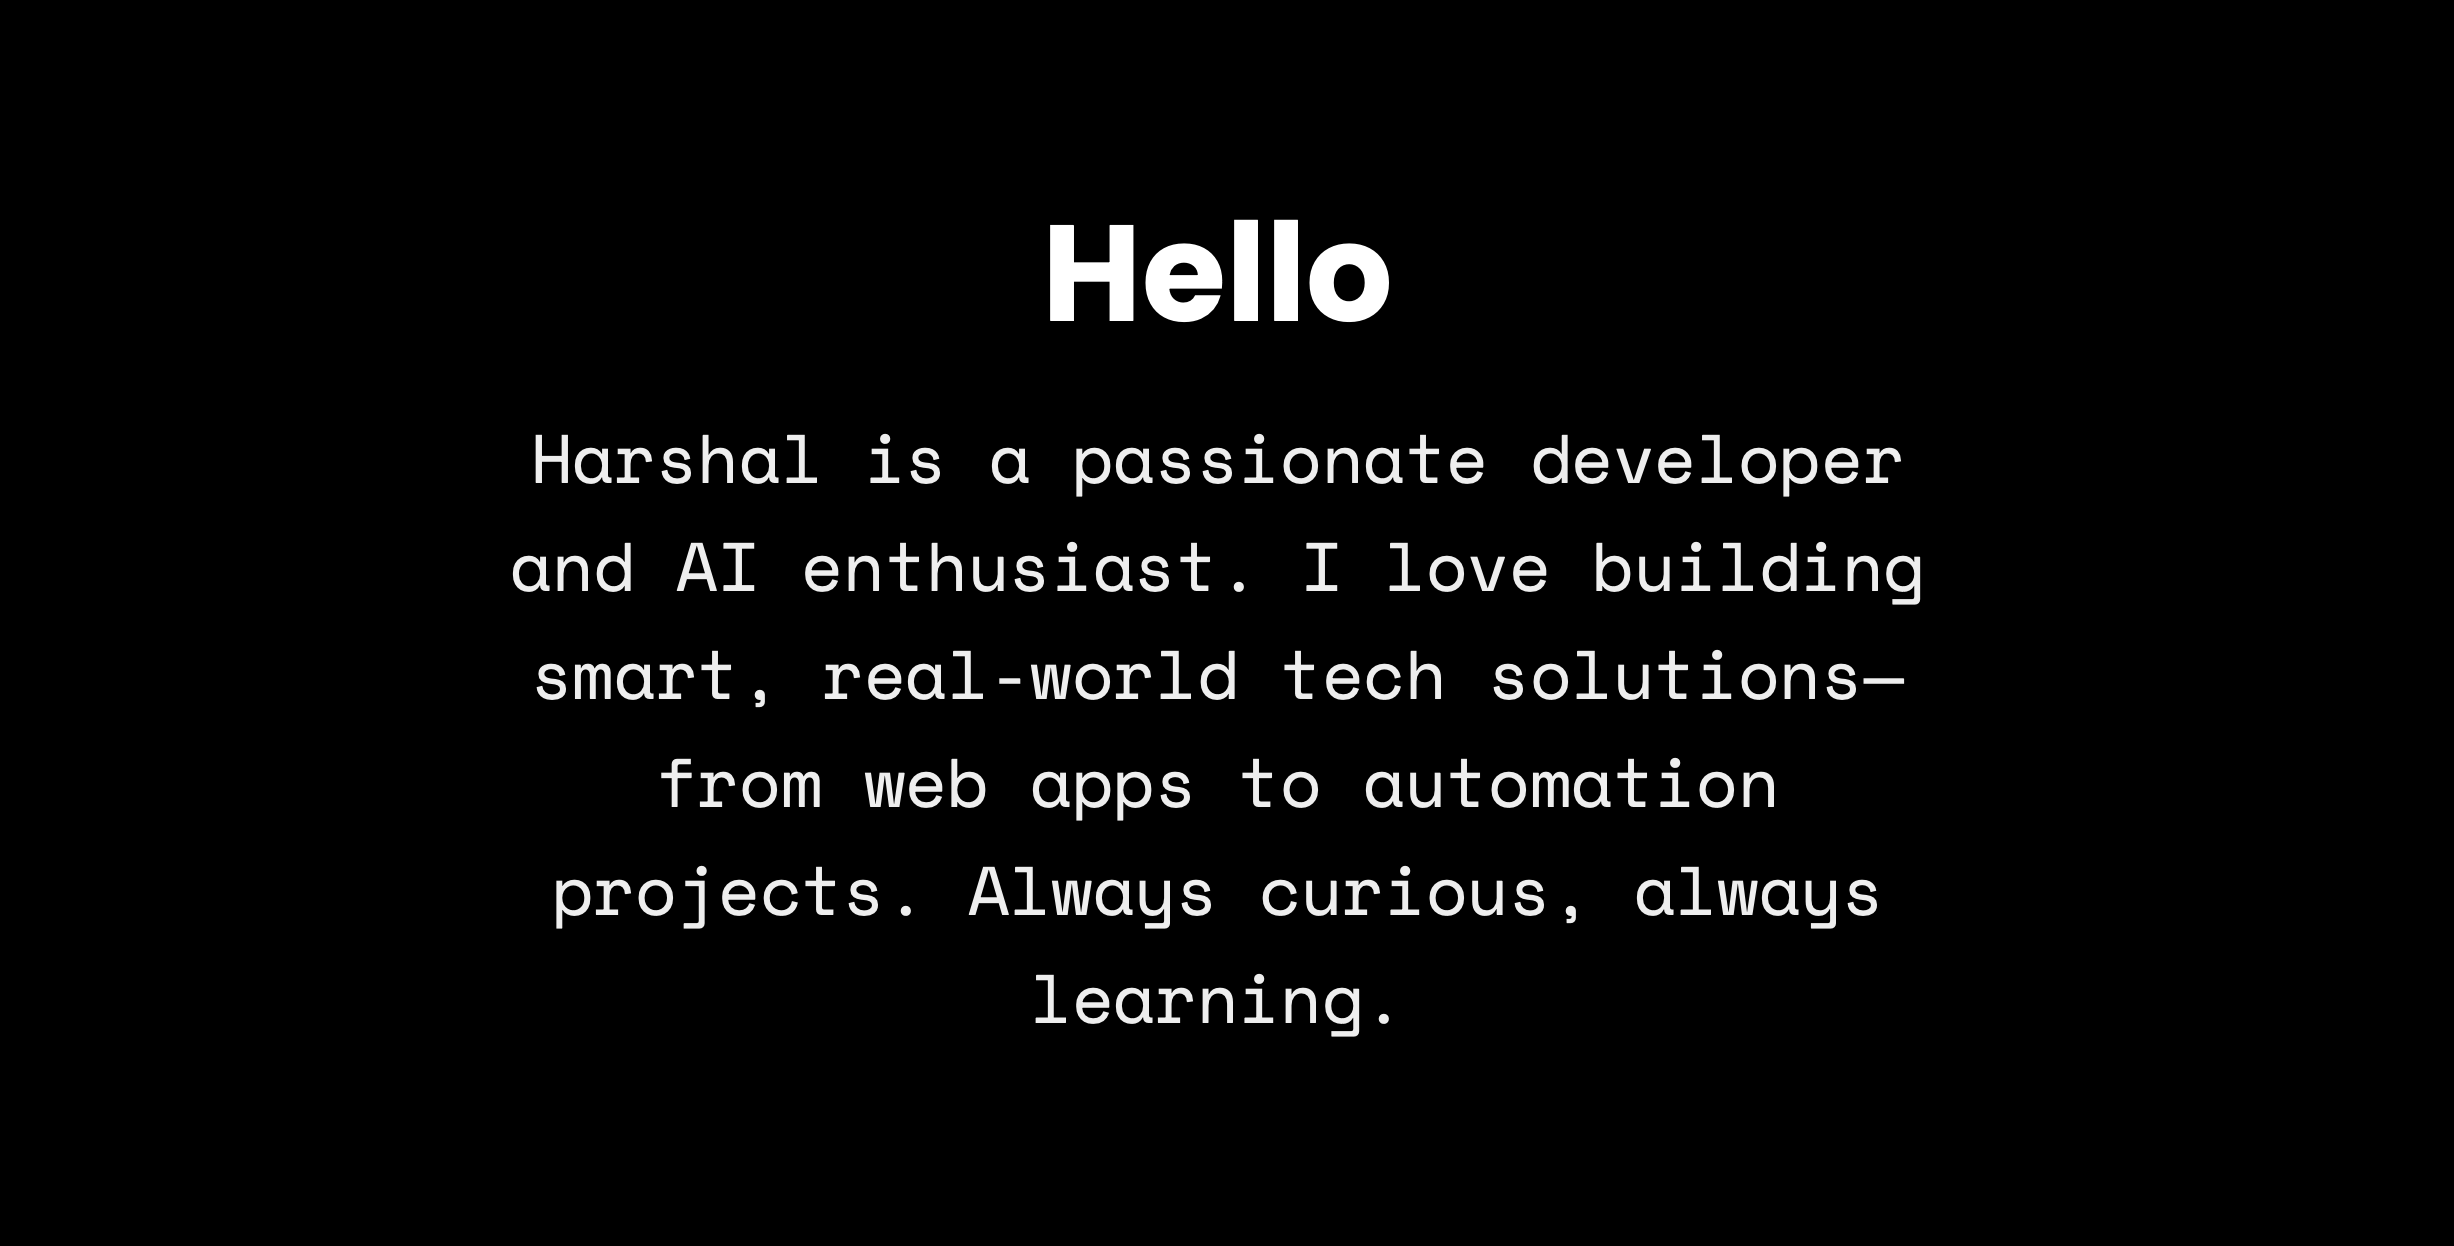 Hello
Harshal is a passionate developer
and AI enthusiast. I love building
smart, real-world tech solutions—
from web apps to automation
projects. Always curious, always
learning.